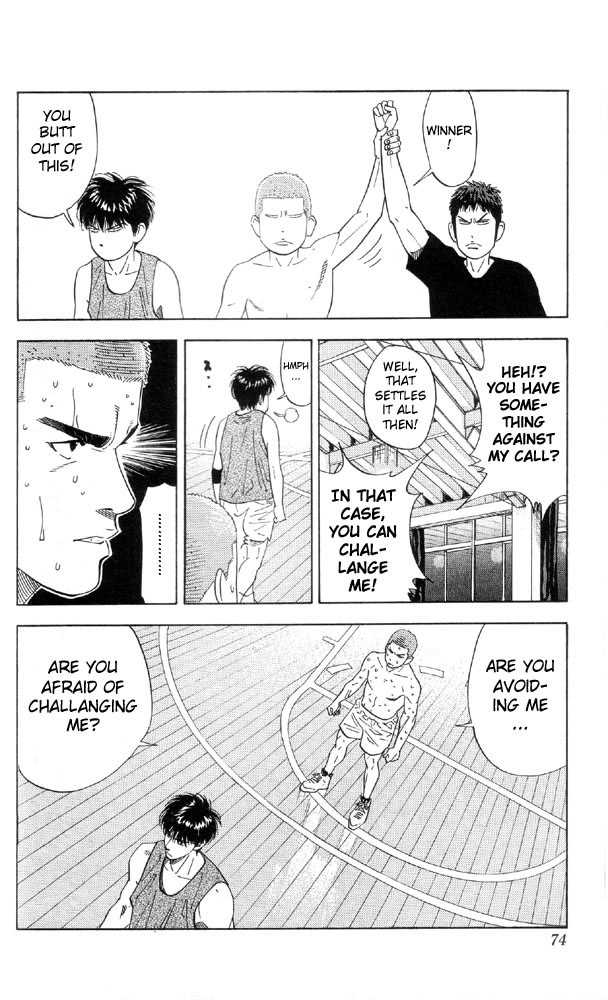 WINNER
!
YOU
BUTT
OUT OF
THIS!
HEH!?
YOU HAVE
SOME-
THING
AGAINST
MY CALL?
IN THAT
CASE,
YOU CAN
CHAL-
LANGE
ME!
WELL,
THAT
SETTLES
IT ALL
THEN!
HMPH
...
..........
ARE YOU
AVOID-
ING ME
...
ARE YOU
AFRAID OF
CHALLANGING
ME?
74